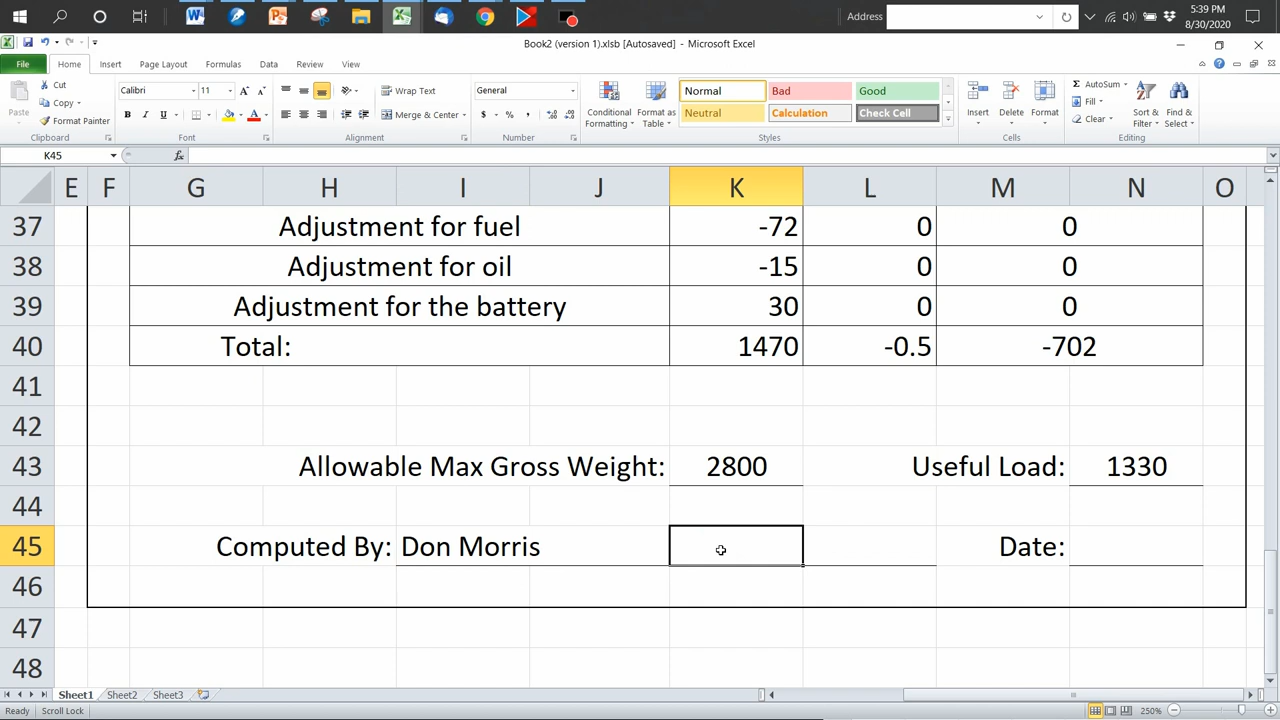 Address
5:39 PM
8/30/2020
Book2 (version 1).xlsb [Autosaved] - Microsoft Excel
File Home Insert Page Layout Formulas Data Review View
Paste
Cut
Copy
Format Painter
Clipboard
Calibri 11
B I U
Font
Wrap Text
Merge & Center
Alignment
General
$ % ,
Number
Conditional Formatting
Format as Table
Normal Bad Good
Neutral Calculation Check Cell
Styles
Insert Delete Format
Cells
AutoSum
Fill
Clear
Sort & Filter
Find & Select
Editing
K45 fx
E F G H I J K L M N O
37 Adjustment for fuel -72 0 0
38 Adjustment for oil -15 0 0
39 Adjustment for the battery 30 0 0
40 Total: 1470 -0.5 -702
41
42
43 Allowable Max Gross Weight: 2800 Useful Load: 1330
44
45 Computed By: Don Morris Date:
46
47
48
Sheet1 Sheet2 Sheet3
Ready Scroll Lock 250%